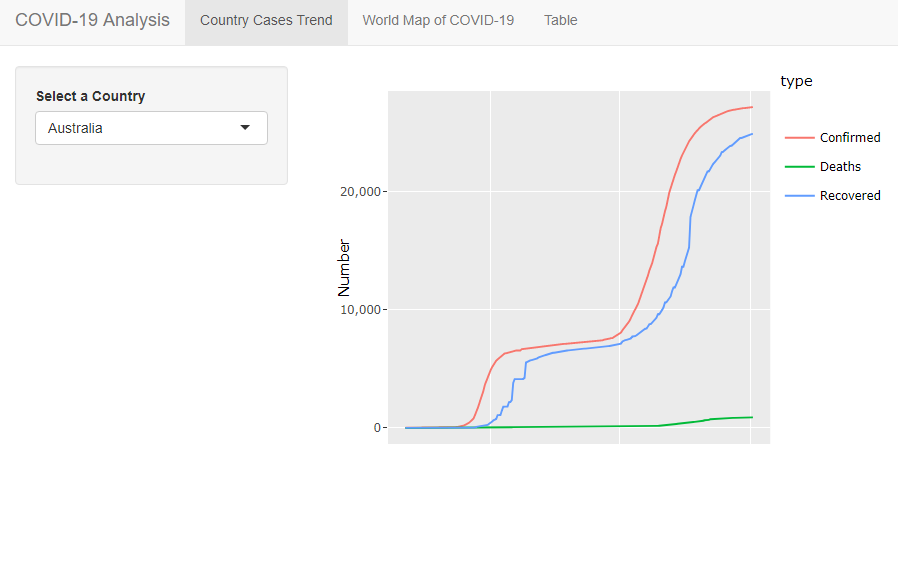 COVID-19 Analysis
Country Cases Trend
World Map of COVID-19
Table
Select a Country
Australia
type
Confirmed
Deaths
Recovered
Number
20,000
10,000
0